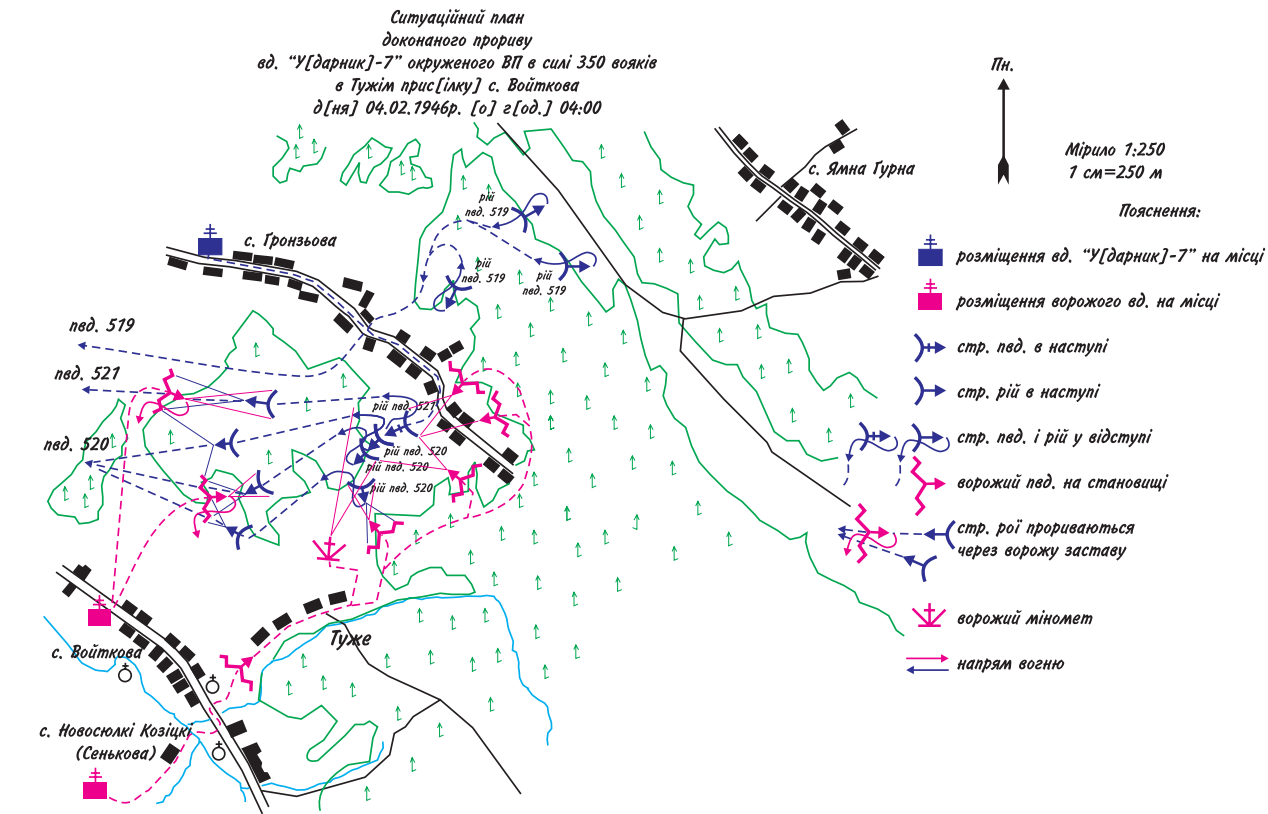 Ситуаційний план
доконаного прориву
вд. “У[дарник]-7” окруженого ВП в силі 350 вояків
в Тужім прис[ілку] с. Войткова
д[ня] 04.02.1946р. [о] г[од.] 04:00
Пн.
Мірило 1:250
1 см=250 м
с. Ямна Гурна
Пояснення:
розміщення вд. “У[дарник]-7” на місці
розміщення ворожого вд. на місці
стр. пвд. в наступі
стр. рій в наступі
стр. пвд. і рій у відступі
ворожий пвд. на становищі
стр. рої прориваються
через ворожу заставу
ворожий міномет
напрям вогню
рій
пвд. 519
с. Ґронзьова
рій
пвд. 519
рій
пвд. 519
пвд. 519
пвд. 521
рій пвд. 521
пвд. 520
рій пвд. 520
рій пвд. 520
рій пвд. 520
Туже
с. Войткова
с. Новосюлкі Козіцкі
(Сенькова)